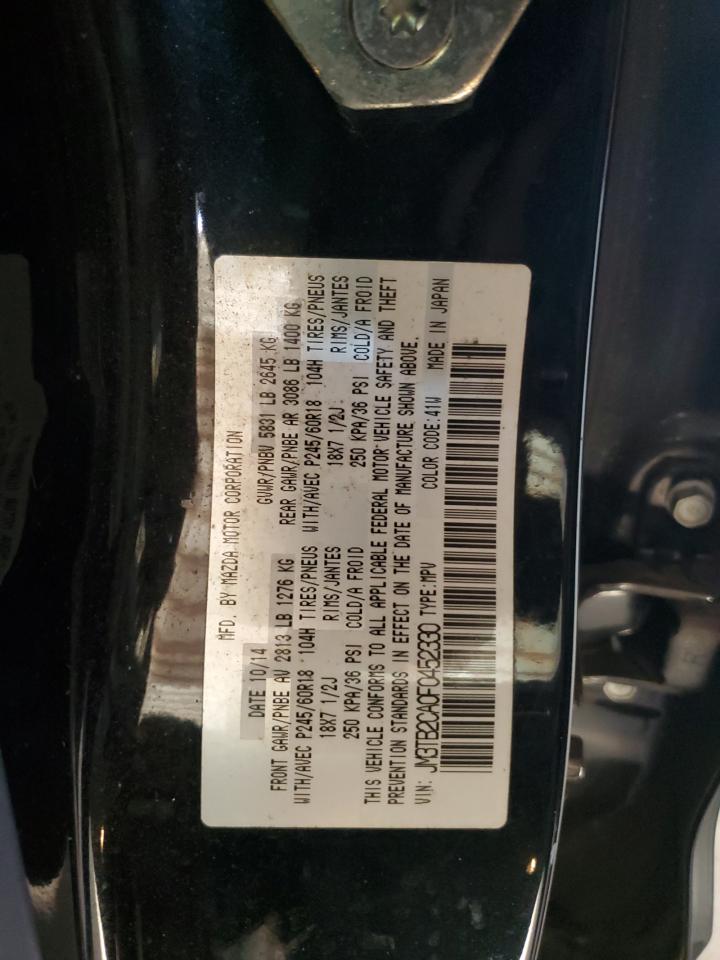 MFD. BY MAZDA MOTOR CORPORATION
DATE 10/14 GVWR/PNBV 5831 LB 2645 KG
FRONT GAWR/PNBE AV 2813 LB 1276 KG REAR GAWR/PNBE AR 3086 LB 1400 KG
WITH/AVEC P245/60R18 104H TIRES/PNEUS WITH/AVEC P245/60R18 104H TIRES/PNEUS
18X7 1/2J RIMS/JANTES 18X7 1/2J RIMS/JANTES
250 KPA/36 PSI COLD/A FROID 250 KPA/36 PSI COLD/A FROID
THIS VEHICLE CONFORMS TO ALL APPLICABLE FEDERAL MOTOR VEHICLE SAFETY AND THEFT
PREVENTION STANDARDS IN EFFECT ON THE DATE OF MANUFACTURE SHOWN ABOVE.
VIN: JM3TB2CA0F0452330 TYPE:MPV COLOR CODE:41W MADE IN JAPAN